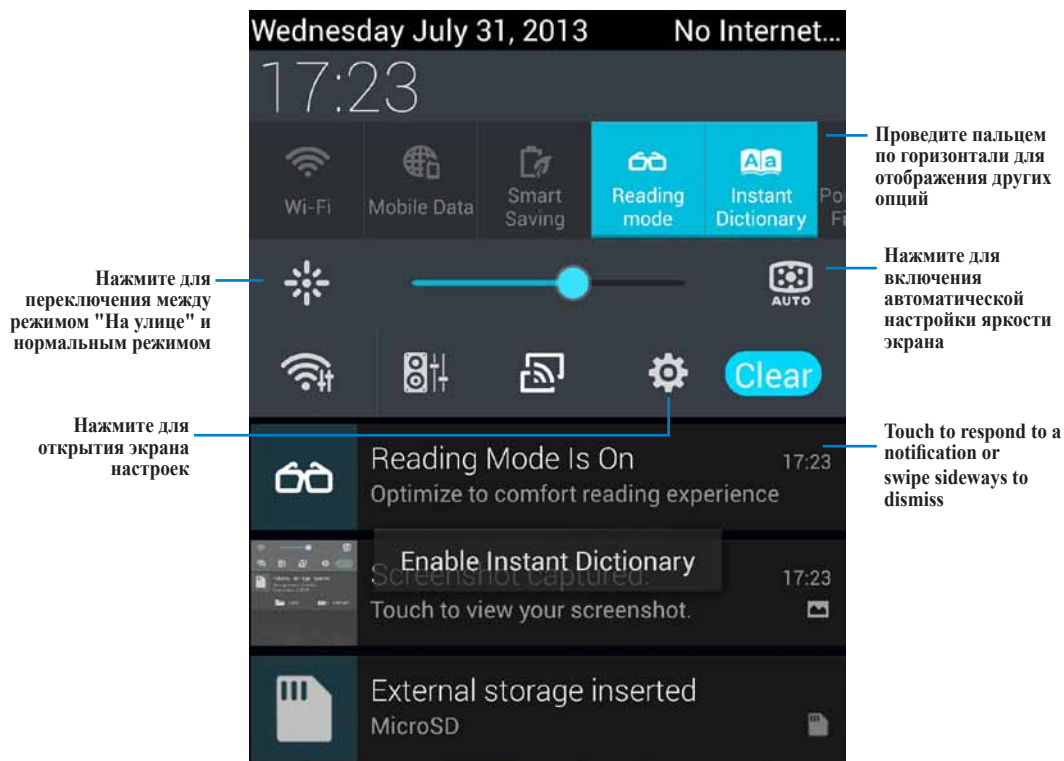 Wednesday July 31, 2013 No Internet...
17:23
Wi-Fi
Mobile Data
Smart
Saving
Reading
mode
Instant
Dictionary
Po
Fi
Проведите пальцем
по горизонтали для
отображения других
опций
Нажмите для
переключения между
режимом "На улице" и
нормальным режимом
AUTO
Нажмите для
включения
автоматической
настройки яркости
экрана
Clear
Нажмите для
открытия экрана
настроек
Reading Mode Is On 17:23
Optimize to comfort reading experience
Touch to respond to a
notification or
swipe sideways to
dismiss
Enable Instant Dictionary
Screenshot captured. 17:23
Touch to view your screenshot.
External storage inserted
MicroSD